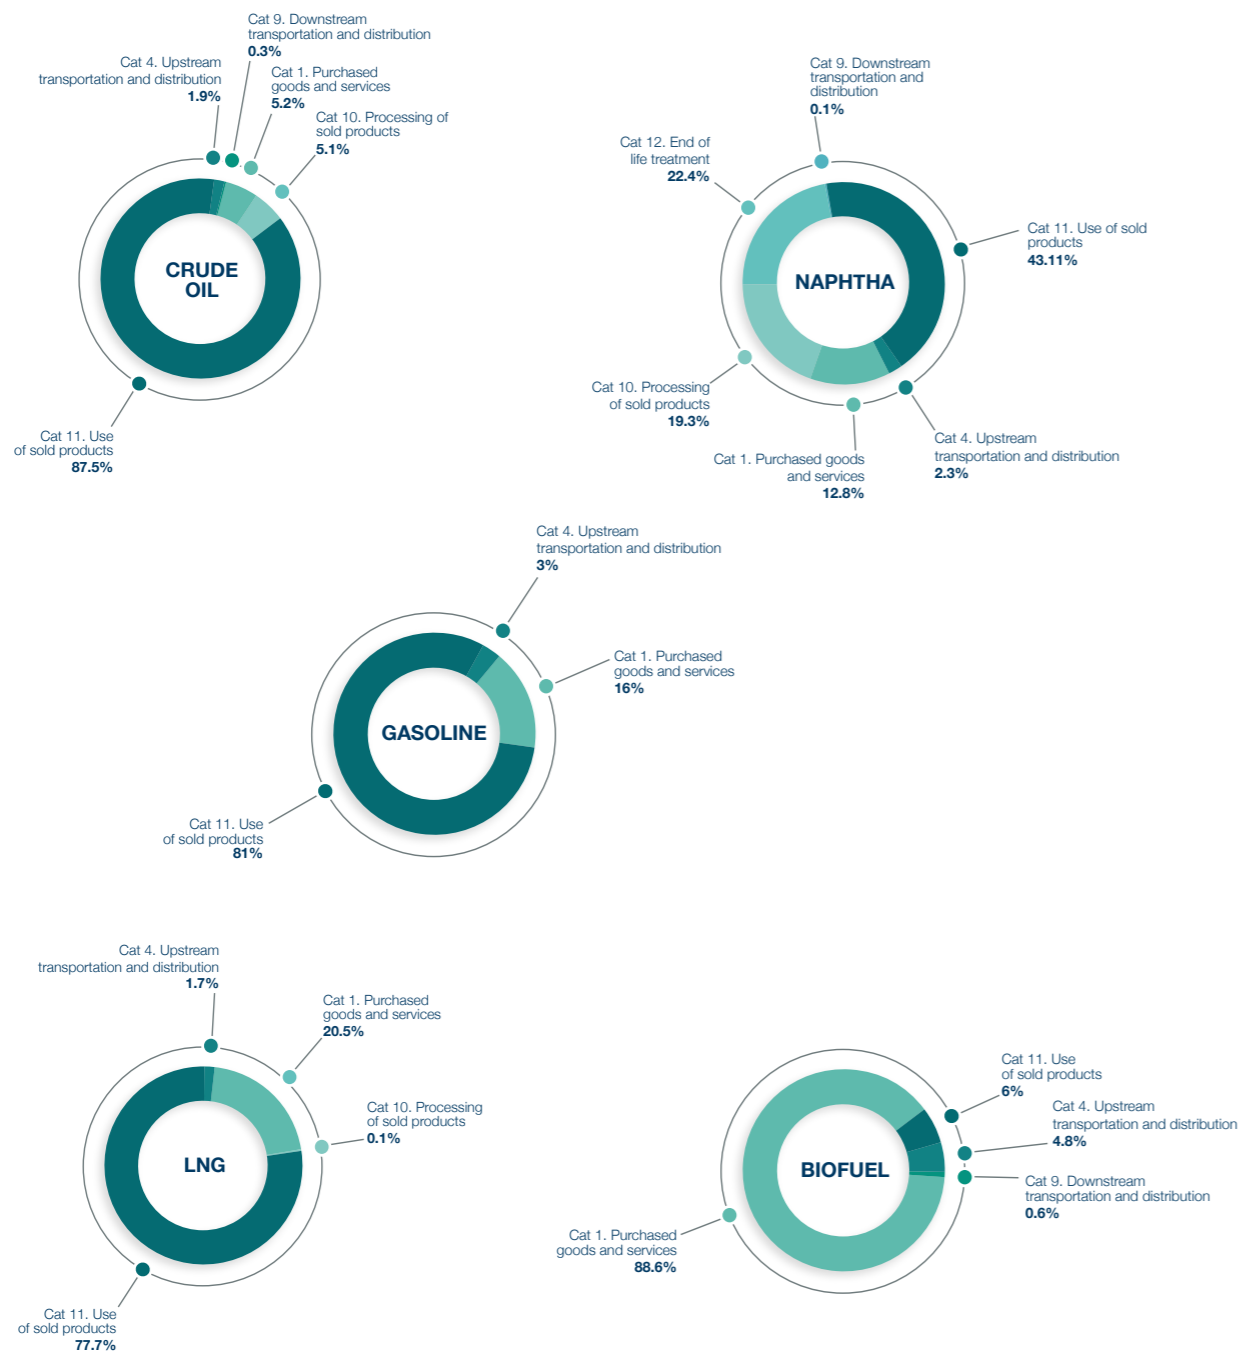 Cat 9. Downstream
transportation and distribution
0.3%
Cat 4. Upstream
transportation and distribution
1.9%
Cat 1. Purchased
goods and services
5.2%
Cat 10. Processing of
sold products
5.1%
CRUDE
OIL
Cat 11. Use
of sold products
87.5%
Cat 9. Downstream
transportation and
distribution
0.1%
Cat 12. End of
life treatment
22.4%
Cat 11. Use of sold
products
43.11%
NAPHTHA
Cat 10. Processing
of sold products
19.3%
Cat 1. Purchased goods
and services
12.8%
Cat 4. Upstream
transportation and distribution
2.3%
Cat 4. Upstream
transportation and distribution
3%
Cat 1. Purchased
goods and services
16%
GASOLINE
Cat 11. Use
of sold products
81%
Cat 4. Upstream
transportation and distribution
1.7%
Cat 1. Purchased
goods and services
20.5%
Cat 10. Processing
of sold products
0.1%
LNG
Cat 11. Use
of sold products
77.7%
Cat 11. Use
of sold products
6%
Cat 4. Upstream
transportation and distribution
4.8%
BIOFUEL
Cat 9. Downstream
transportation and distribution
0.6%
Cat 1. Purchased
goods and services
88.6%